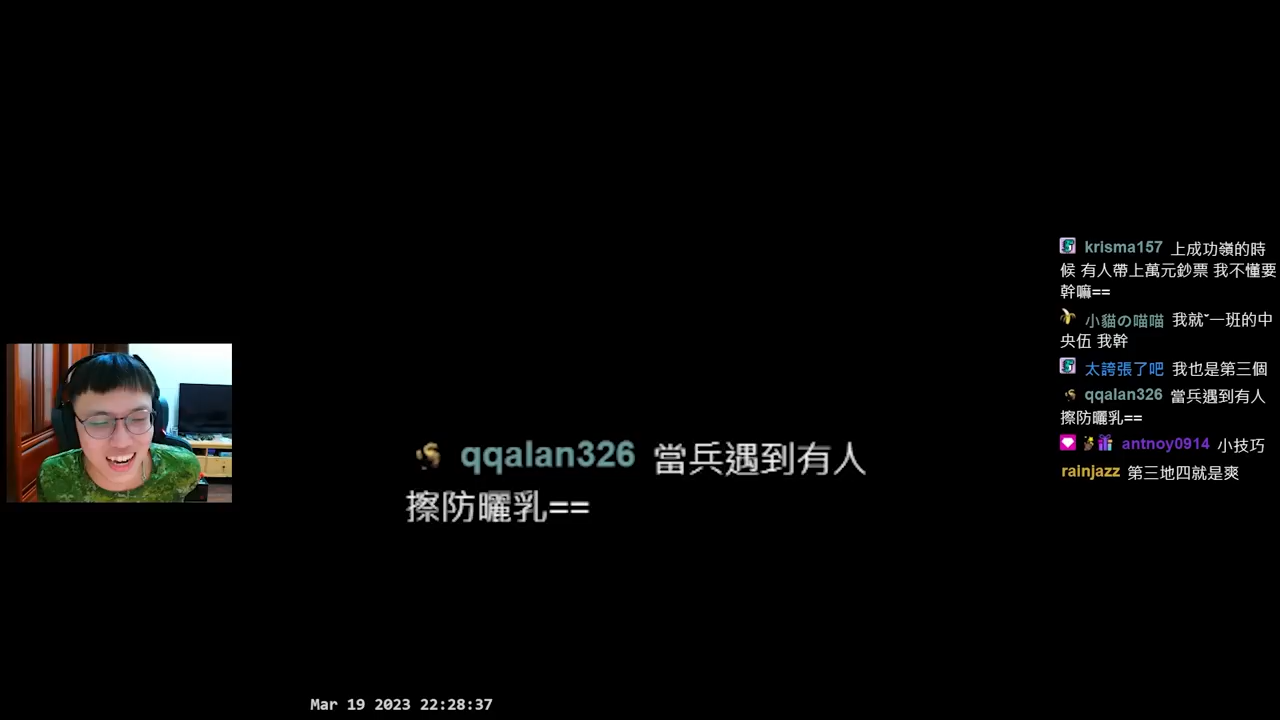 qqalan326 當兵遇到有人
擦防曬乳==
krisma157 上成功嶺的時
候 有人帶上萬元鈔票 我不懂要
幹嘛==
小貓の喵喵 我就ˇ一班的中
央伍 我幹
太誇張了吧 我也是第三個
qqalan326 當兵遇到有人
擦防曬乳==
antnoy0914 小技巧
rainjazz 第三地四就是爽
Mar 19 2023 22:28:37